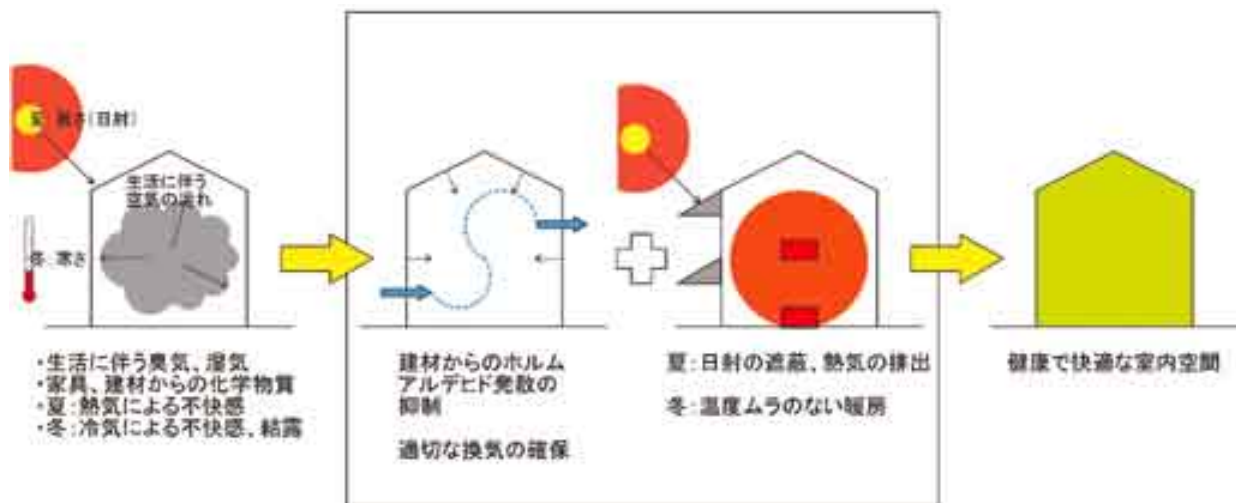 さ(日射)
生活に伴う
空気の流れ
冬:寒さ
・生活に伴う臭気、湿気
・家具、建材からの化学物質
・夏:熱気による不快感
・冬:冷気による不快感、結露
建材からのホルム
アルデヒド発散の
抑制
適切な換気の確保
夏:日射の遮蔽、熱気の排出
冬:温度ムラのない暖房
健康で快適な室内空間